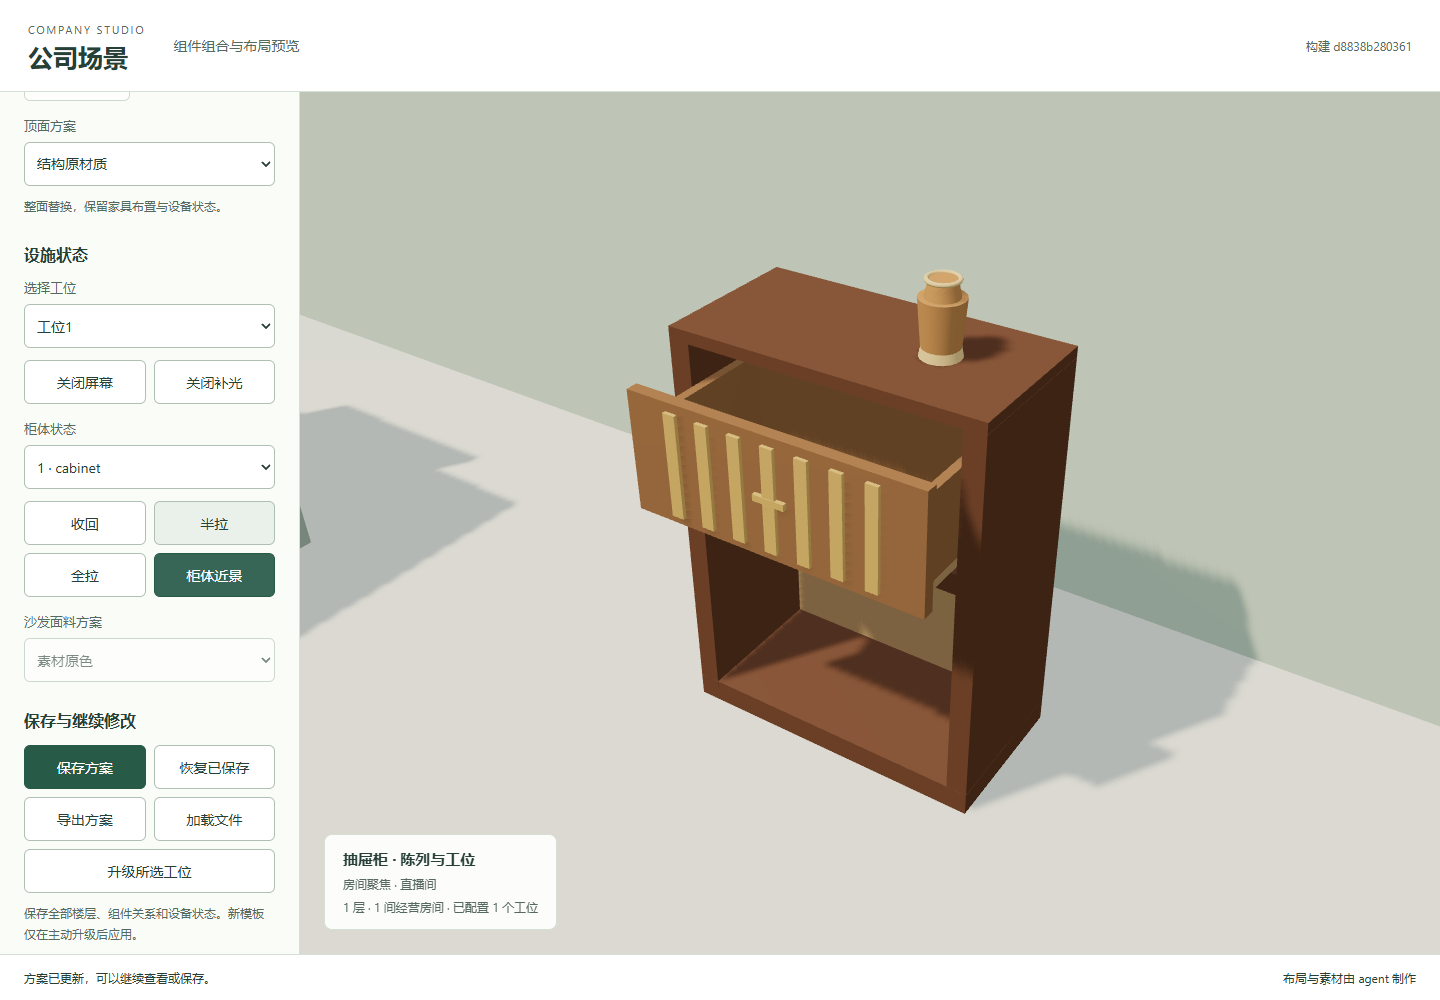 COMPANY STUDIO
公司场景
组件组合与布局预览
构建 d8838b280361
顶面方案
结构原材质
整面替换，保留家具布置与设备状态。
设施状态
选择工位
工位1
关闭屏幕
关闭补光
柜体状态
1 · cabinet
收回
半拉
全拉
柜体近景
沙发面料方案
素材原色
保存与继续修改
保存方案
恢复已保存
导出方案
加载文件
升级所选工位
保存全部楼层、组件关系和设备状态。新模板
仅在主动升级后应用。
抽屉柜 · 陈列与工位
房间聚焦 · 直播间
1 层 · 1 间经营房间 · 已配置 1 个工位
方案已更新，可以继续查看或保存。
布局与素材由 agent 制作